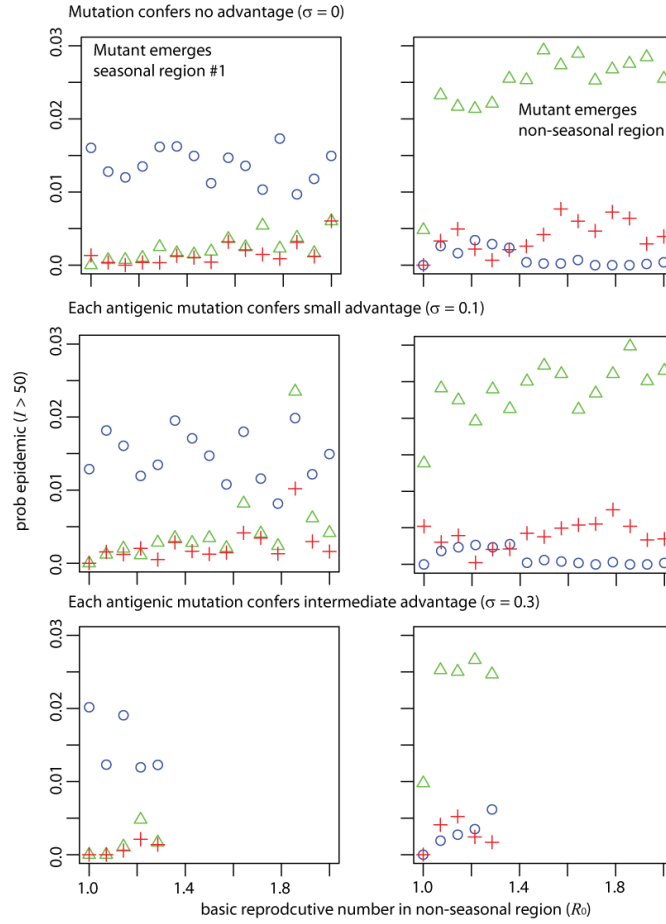 Mutation confers no advantage (σ = 0)
0.03
0.02
0.01
0.0
Mutant emerges
seasonal region #1
Mutant emerges
non-seasonal region
Each antigenic mutation confers small advantage (σ = 0.1)
0.03
0.02
0.01
0.00
prob epidemic (I > 50)
Each antigenic mutation confers intermediate advantage (σ = 0.3)
0.03
0.02
0.01
0.00
1.0 1.4 1.8 1.0 1.4 1.8
basic reprodcutive number in non-seasonal region (R₀)